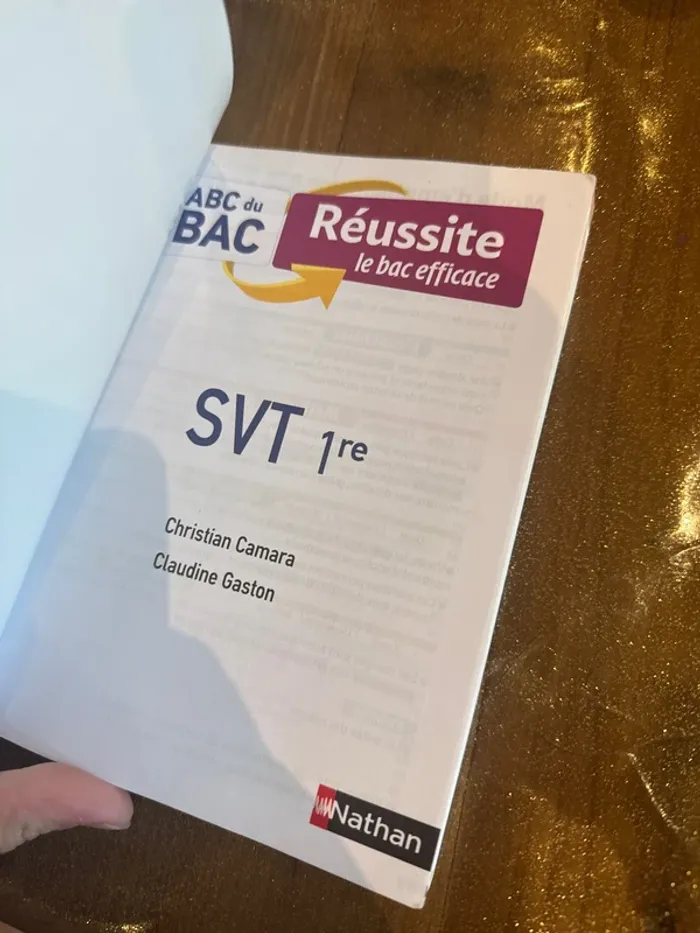 ABC du
BAC
Réussite
le bac efficace
SVT 1re
Christian Camara
Claudine Gaston
Nathan